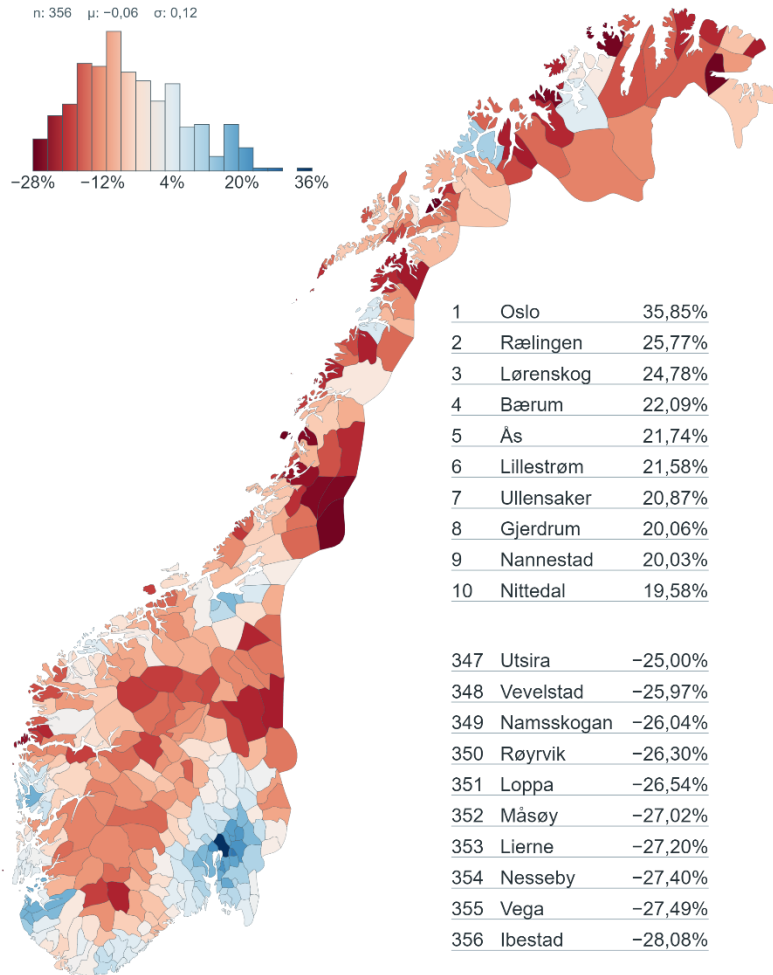 n: 356 μ: −0,06 σ: 0,12
−28% −12% 4% 20% 36%
1 Oslo 35,85%
2 Rælingen 25,77%
3 Lørenskog 24,78%
4 Bærum 22,09%
5 Ås 21,74%
6 Lillestrøm 21,58%
7 Ullensaker 20,87%
8 Gjerdrum 20,06%
9 Nannestad 20,03%
10 Nittedal 19,58%
347 Utsira −25,00%
348 Vevelstad −25,97%
349 Namsskogan −26,04%
350 Røyrvik −26,30%
351 Loppa −26,54%
352 Måsøy −27,02%
353 Lierne −27,20%
354 Nesseby −27,40%
355 Vega −27,49%
356 Ibestad −28,08%